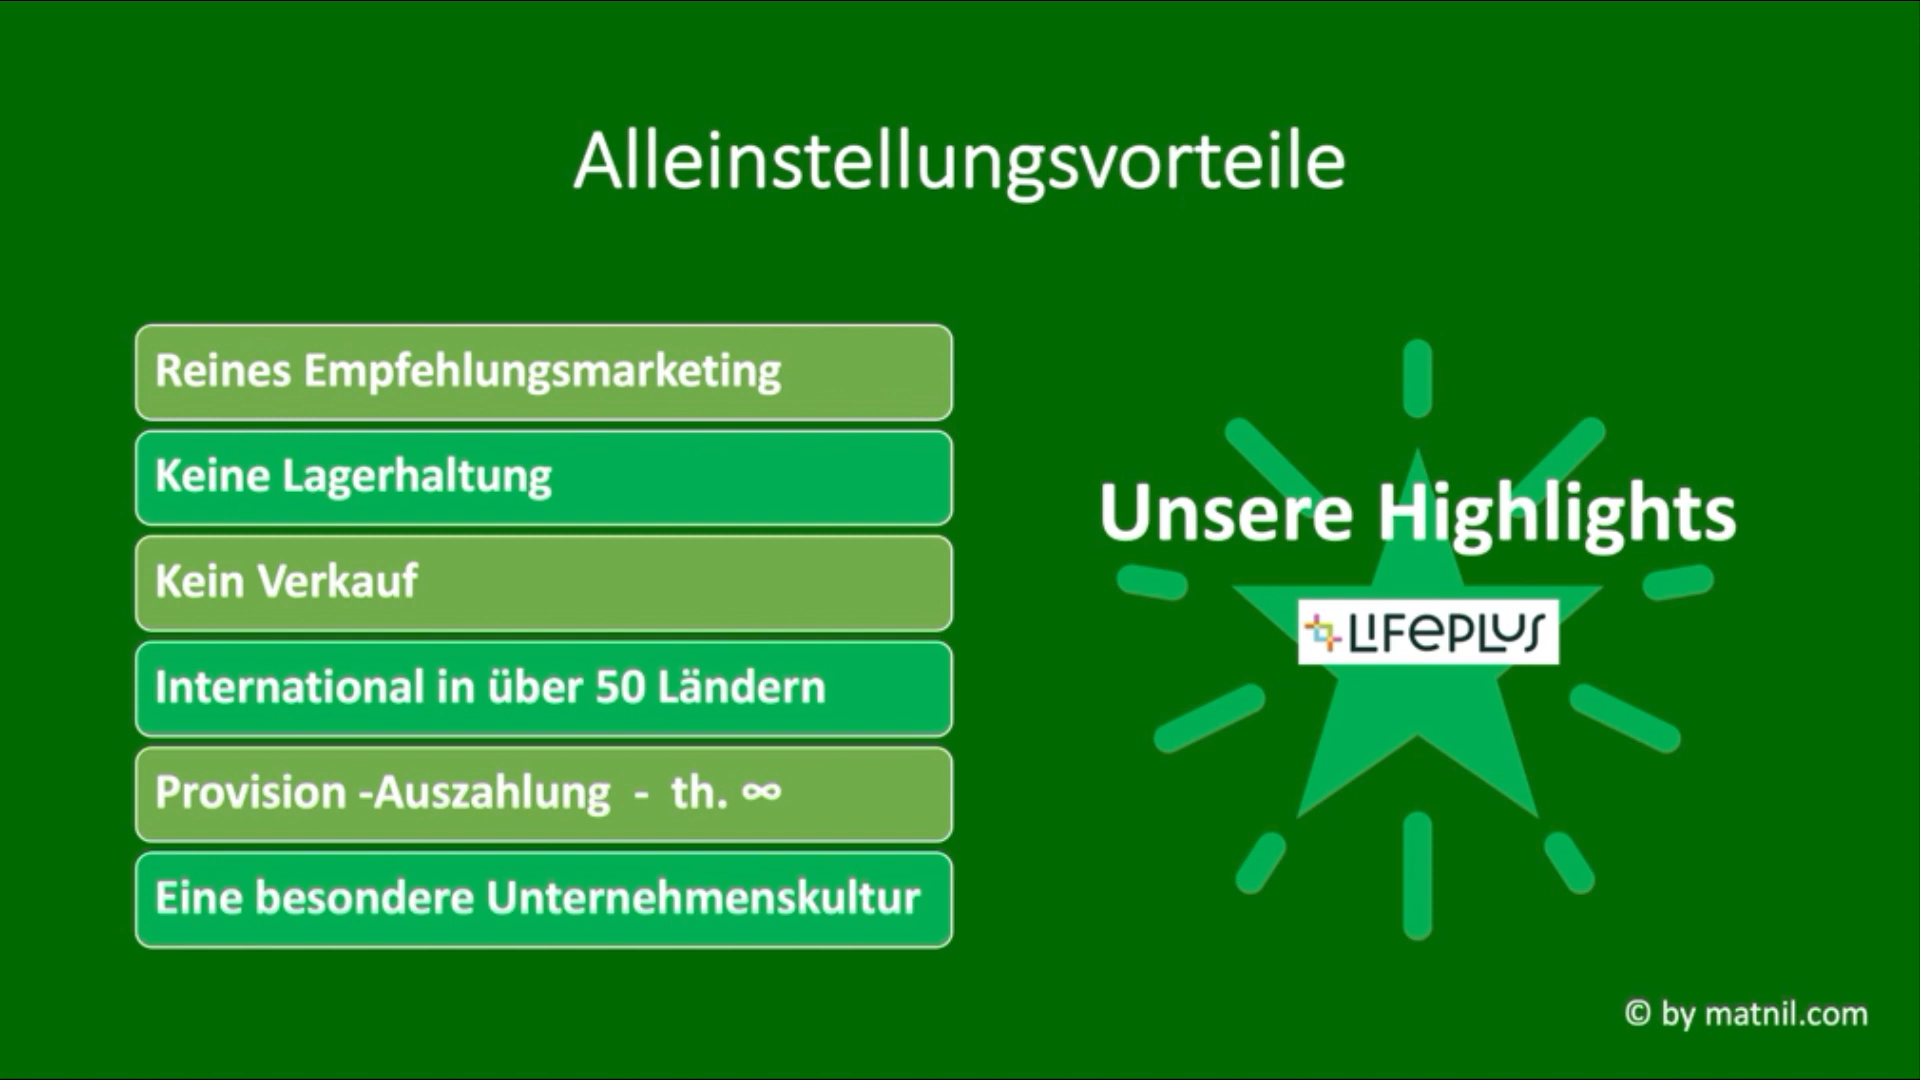 Alleinstellungsvorteile
Reines Empfehlungsmarketing
Keine Lagerhaltung
Kein Verkauf
International in über 50 Ländern
Provision -Auszahlung - th. ∞
Eine besondere Unternehmenskultur
Unsere Highlights
LIFEPLUS
© by matnil.com